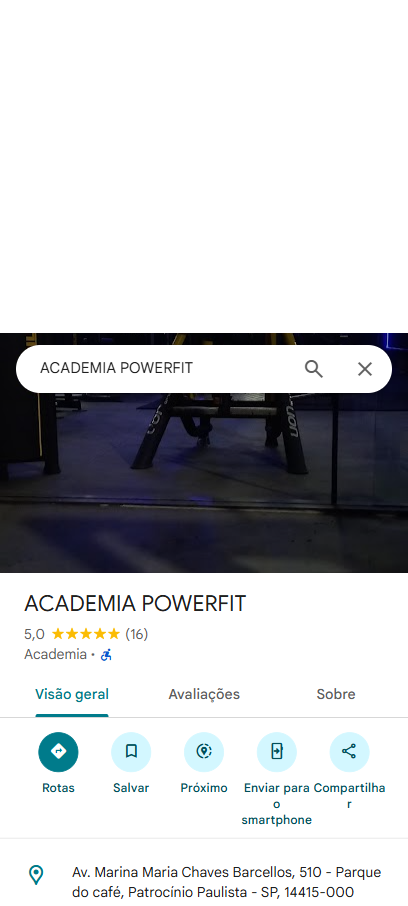 ACADEMIA POWERFIT
ACADEMIA POWERFIT
5,0 (16)
Academia ·
Visão geral Avaliações Sobre
Rotas
Salvar
Próximo
Enviar para
o
smartphone
Compartilha
r
Av. Marina Maria Chaves Barcellos, 510 - Parque
do café, Patrocínio Paulista - SP, 14415-000